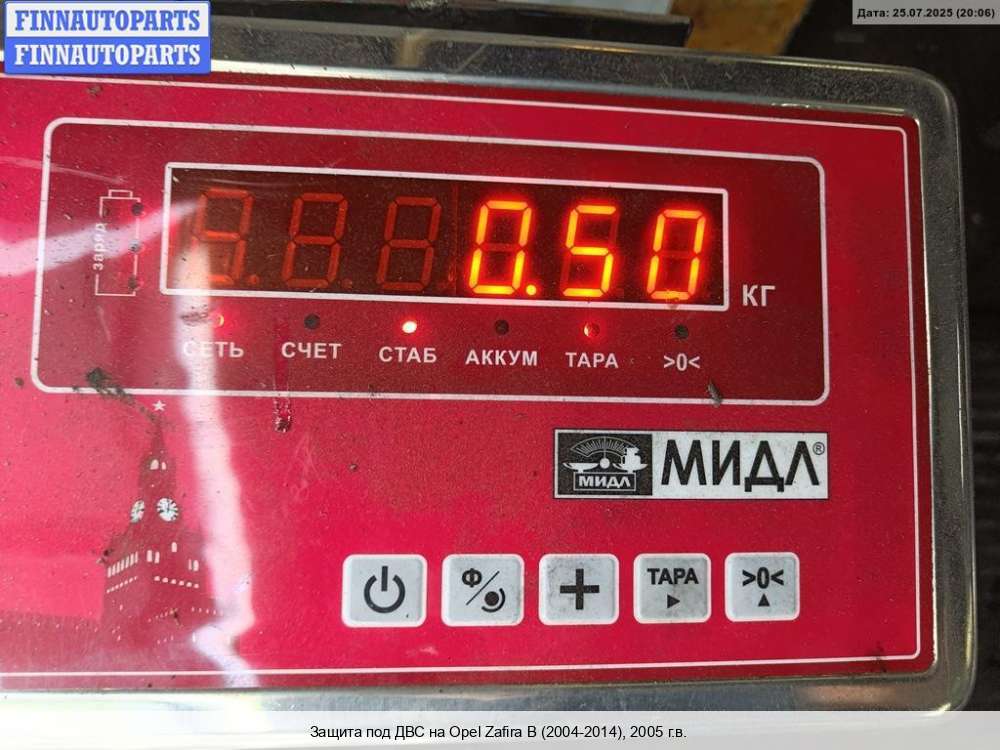 FINNAUTOPARTS
FINNAUTOPARTS
Дата: 25.07.2025 (20:06)
заряд
0.50
КГ
СЕТЬ СЧЕТ СТАБ АККУМ ТАРА >0<
МИДЛ МИДЛ®
Ф
ТАРА >0<
Защита под ДВС на Opel Zafira B (2004-2014), 2005 г.в.